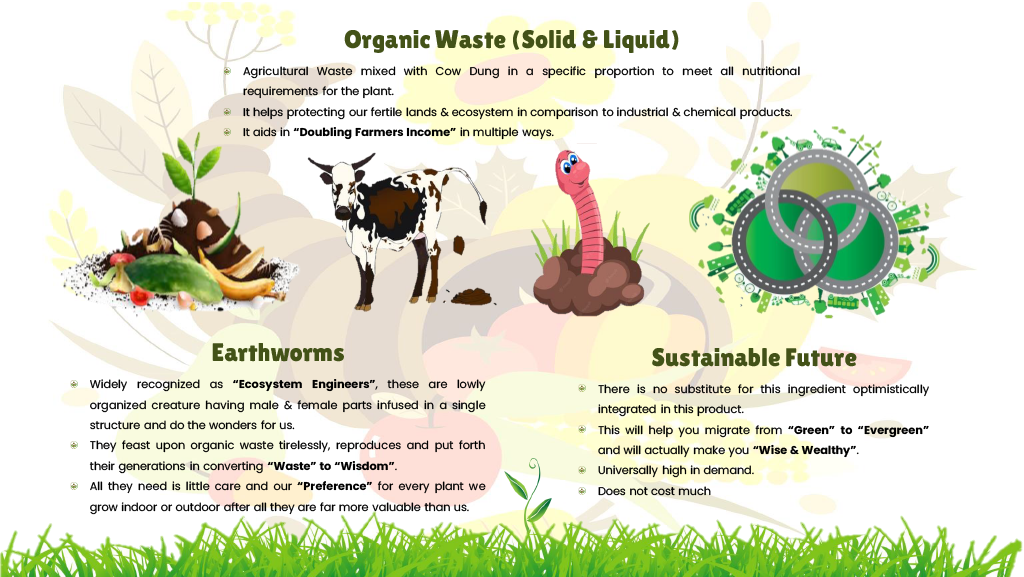 Organic Waste (Solid & Liquid)
Agricultural Waste mixed with Cow Dung in a specific proportion to meet all nutritional
requirements for the plant.
It helps protecting our fertile lands & ecosystem in comparison to industrial & chemical products.
It aids in “Doubling Farmers Income” in multiple ways.
Earthworms
Widely recognized as “Ecosystem Engineers”, these are lowly
organized creature having male & female parts infused in a single
structure and do the wonders for us.
They feast upon organic waste tirelessly, reproduces and put forth
their generations in converting “Waste” to “Wisdom”.
All they need is little care and our “Preference” for every plant we
grow indoor or outdoor after all they are far more valuable than us.
Sustainable Future
There is no substitute for this ingredient optimistically
integrated in this product.
This will help you migrate from “Green” to “Evergreen”
and will actually make you “Wise & Wealthy”.
Universally high in demand.
Does not cost much